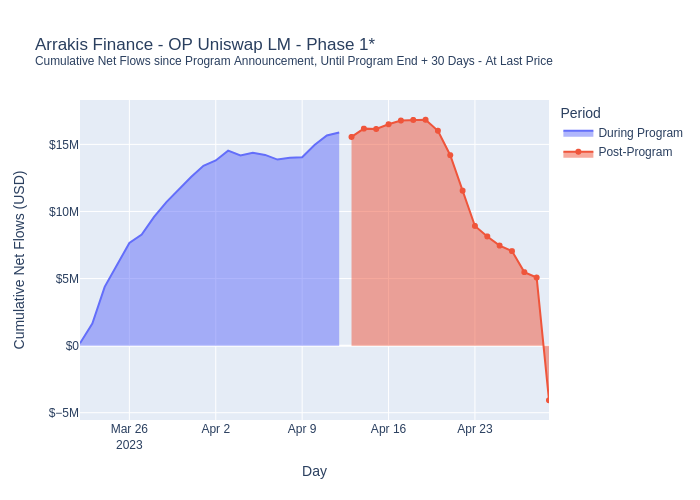 Arrakis Finance - OP Uniswap LM - Phase 1*
Cumulative Net Flows since Program Announcement, Until Program End + 30 Days - At Last Price
Period
During Program
Post-Program
Cumulative Net Flows (USD)
$15M
$10M
$5M
$0
$−5M
Mar 26
2023
Apr 2
Apr 9
Apr 16
Apr 23
Day